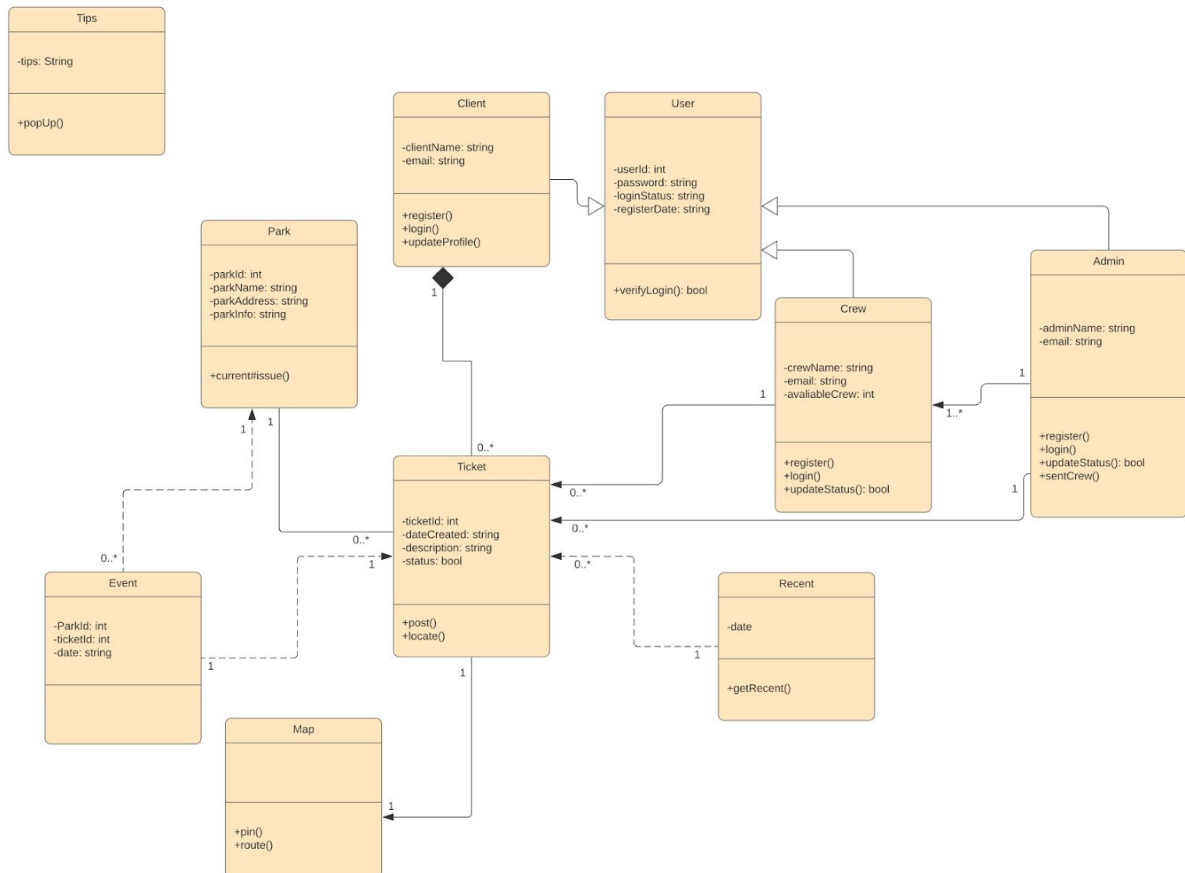 Tips
-tips: String
+popUp()
Client
-clientName: string
-email: string
+register()
+login()
+updateProfile()
User
-userId: int
-password: string
-loginStatus: string
-registerDate: string
+verifyLogin(): bool
Park
-parkId: int
-parkName: string
-parkAddress: string
-parkInfo: string
+current#issue()
Admin
-adminName: string
-email: string
+register()
+login()
+updateStatus(): bool
+sentCrew()
Crew
-crewName: string
-email: string
-avaliableCrew: int
+register()
+login()
+updateStatus(): bool
1
0..*
1
1..*
1
0..*
1
0..*
1
0..*
1
0..*
1
1
0..*
1
1
1
Ticket
-ticketId: int
-dateCreated: string
-description: string
-status: bool
+post()
+locate()
Event
-ParkId: int
-ticketId: int
-date: string
Recent
-date
+getRecent()
Map
+pin()
+route()